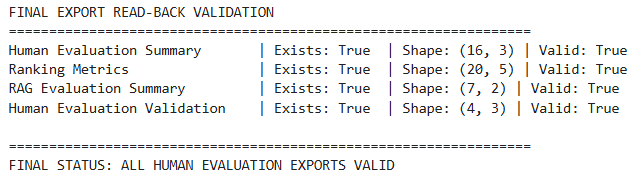 FINAL EXPORT READ-BACK VALIDATION
=================================================================
Human Evaluation Summary       | Exists: True  | Shape: (16, 3) | Valid: True
Ranking Metrics                | Exists: True  | Shape: (20, 5) | Valid: True
RAG Evaluation Summary         | Exists: True  | Shape: (7, 2) | Valid: True
Human Evaluation Validation    | Exists: True  | Shape: (4, 3) | Valid: True
=================================================================
FINAL STATUS: ALL HUMAN EVALUATION EXPORTS VALID